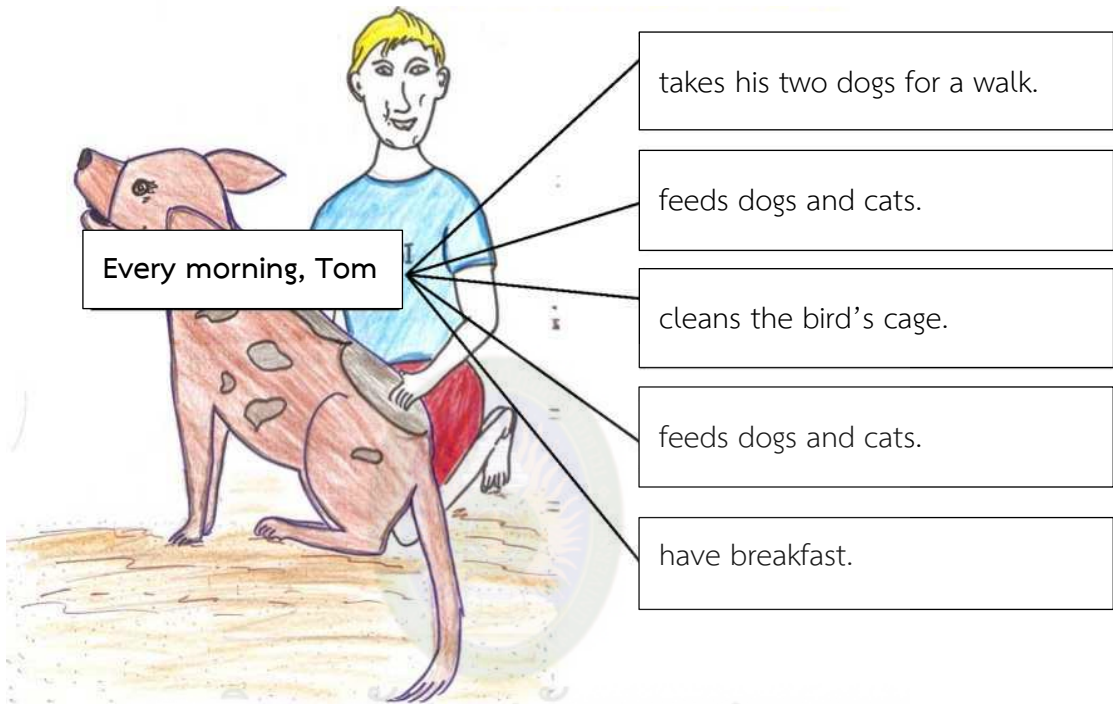 takes his two dogs for a walk.
feeds dogs and cats.
Every morning, Tom
cleans the bird’s cage.
feeds dogs and cats.
have breakfast.